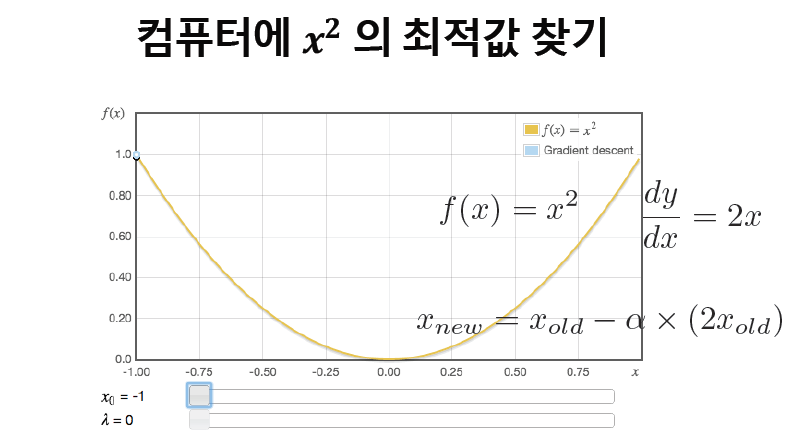 컴퓨터에 x² 의 최적값 찾기
f(x)
f(x) = x²
Gradient descent
1.0
0.80
0.60
0.40
0.20
0.0
f(x) = x²
dy/dx = 2x
x_new = x_old − α × (2x_old)
-1.00 -0.75 -0.50 -0.25 0.00 0.25 0.50 0.75 x
x₀ = -1
λ = 0